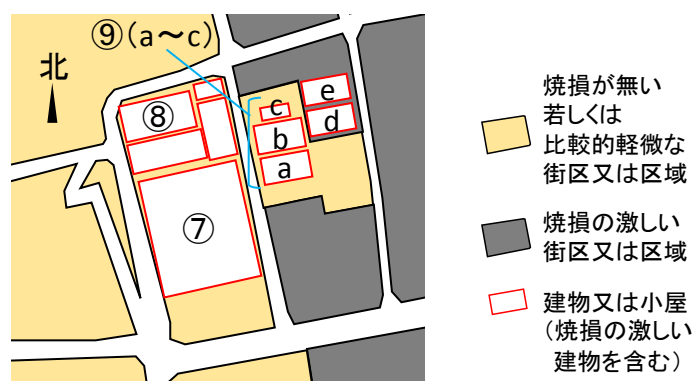 ⑨(a～c)
北
⑧
c
e
b
d
a
⑦
焼損が無い
若しくは
比較的軽微な
街区又は区域
焼損の激しい
街区又は区域
建物又は小屋
(焼損の激しい
建物を含む)